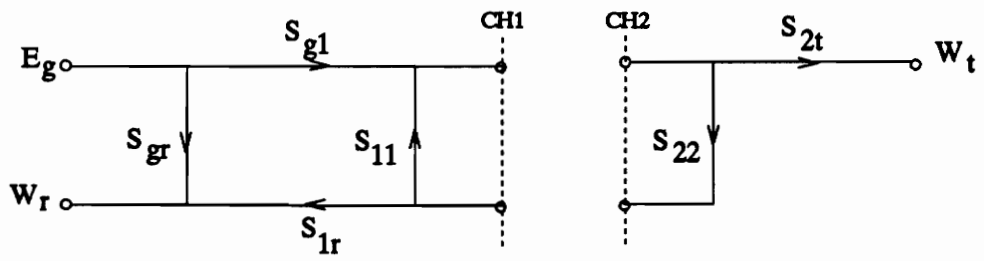 CH1 CH2
E_g S_g1 S_2t W_t
S_gr S_11 S_22
W_r S_1r